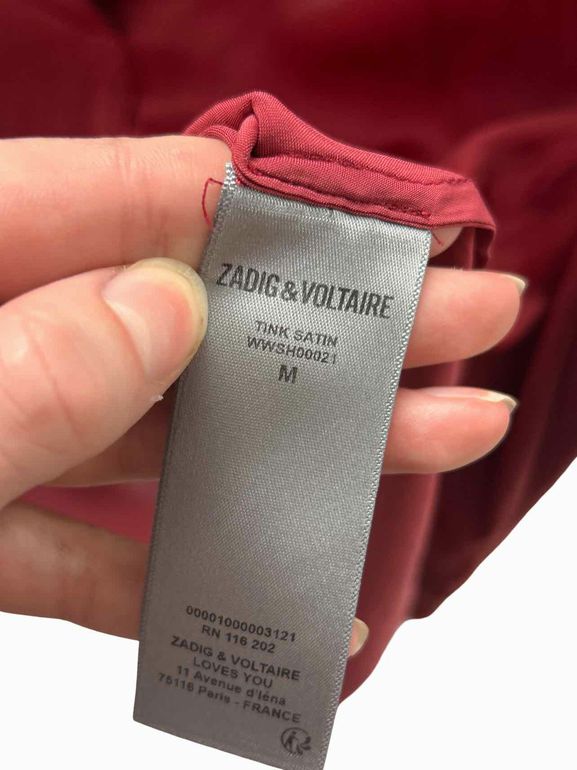 ZADIG & VOLTAIRE
TINK SATIN
WWSH00021
M
00001000003121
RN 116 202
ZADIG & VOLTAIRE
LOVES YOU
11 Avenue d'Iéna
75116 Paris - FRANCE